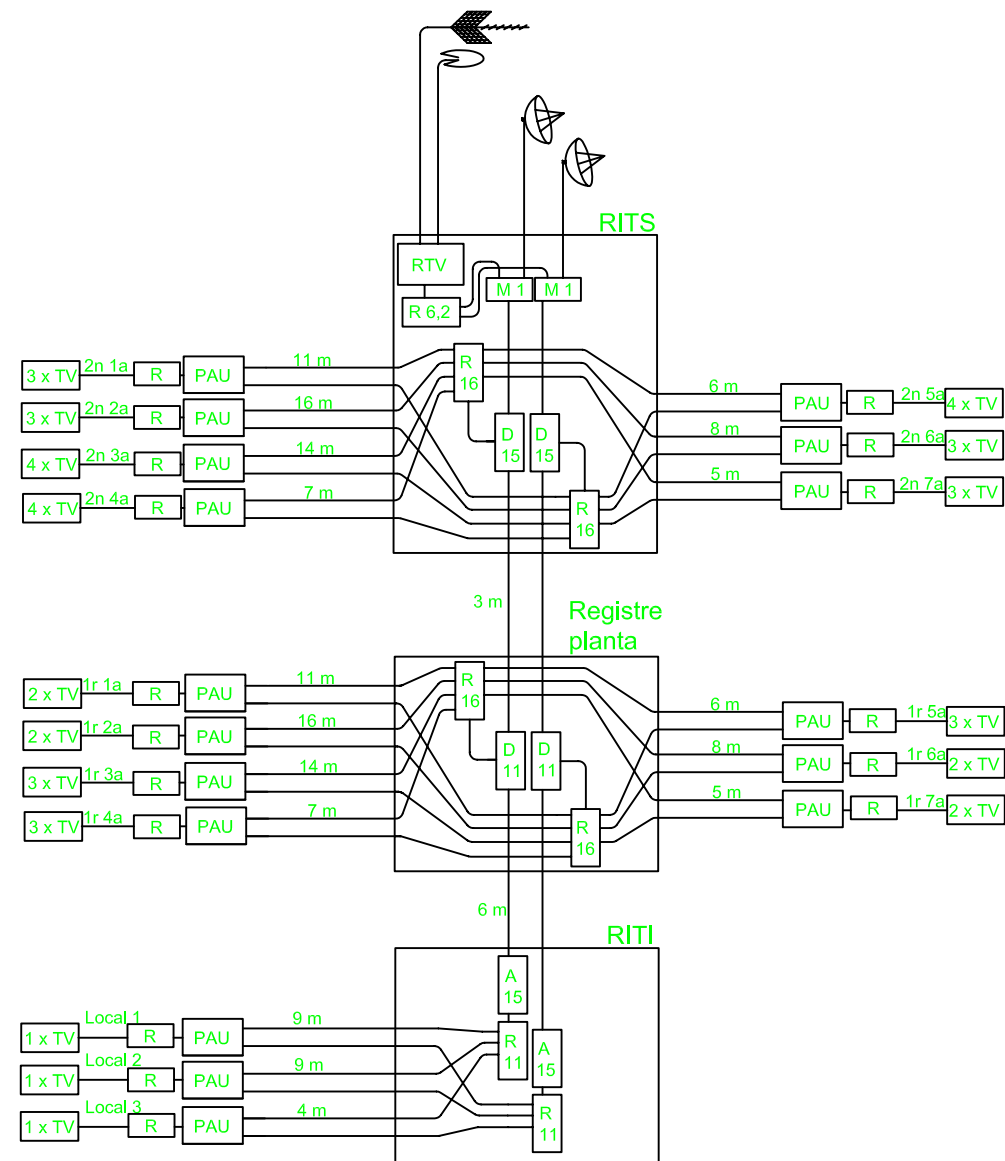 RITS
RTV
R 6,2
M 1
M 1
3 x TV
2n 1a
R
PAU
11 m
3 x TV
2n 2a
R
PAU
16 m
4 x TV
2n 3a
R
PAU
14 m
4 x TV
2n 4a
R
PAU
7 m
R
16
D
15
D
15
R
16
6 m
PAU
R
2n 5a
4 x TV
8 m
PAU
R
2n 6a
3 x TV
5 m
PAU
R
2n 7a
3 x TV
3 m
Registre
planta
2 x TV
1r 1a
R
PAU
11 m
2 x TV
1r 2a
R
PAU
16 m
3 x TV
1r 3a
R
PAU
14 m
3 x TV
1r 4a
R
PAU
7 m
R
16
D
11
D
11
R
16
6 m
PAU
R
1r 5a
3 x TV
8 m
PAU
R
1r 6a
2 x TV
5 m
PAU
R
1r 7a
2 x TV
6 m
RITI
A
15
R
11
A
15
R
11
1 x TV
Local 1
R
PAU
9 m
1 x TV
Local 2
R
PAU
9 m
1 x TV
Local 3
R
PAU
4 m